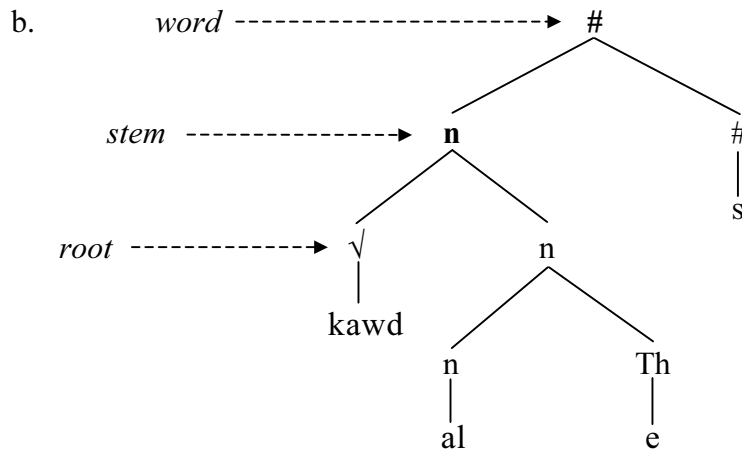 b. word #
stem n #
s
root √ n
kawd
n Th
al e